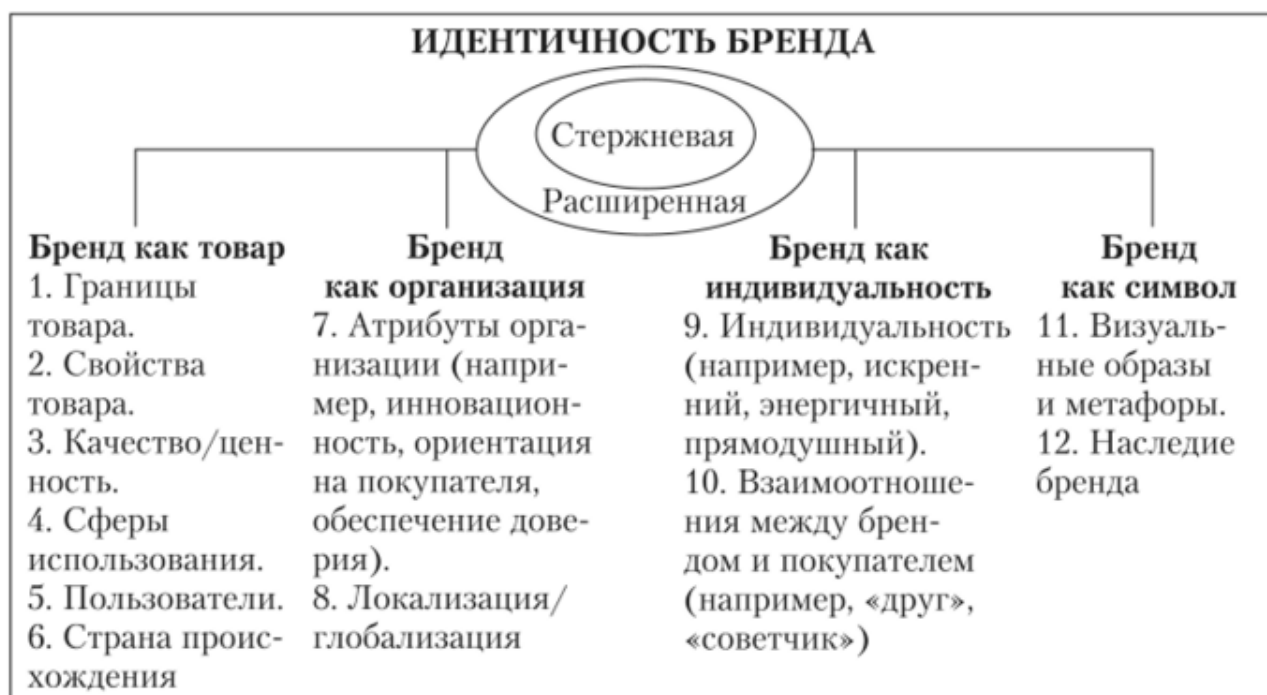 ИДЕНТИЧНОСТЬ БРЕНДА
Стержневая
Расширенная
Бренд как товар
1. Границы
товара.
2. Свойства
товара.
3. Качество/цен-
ность.
4. Сферы
использования.
5. Пользователи.
6. Страна проис-
хождения
Бренд
как организация
7. Атрибуты орга-
низации (напри-
мер, инновацион-
ность, ориентация
на покупателя,
обеспечение дове-
рия).
8. Локализация/
глобализация
Бренд как
индивидуальность
9. Индивидуальность
(например, искрен-
ний, энергичный,
прямодушный).
10. Взаимоотноше-
ния между брен-
дом и покупателем
(например, «друг»,
«советчик»)
Бренд
как символ
11. Визуаль-
ные образы
и метафоры.
12. Наследие
бренда